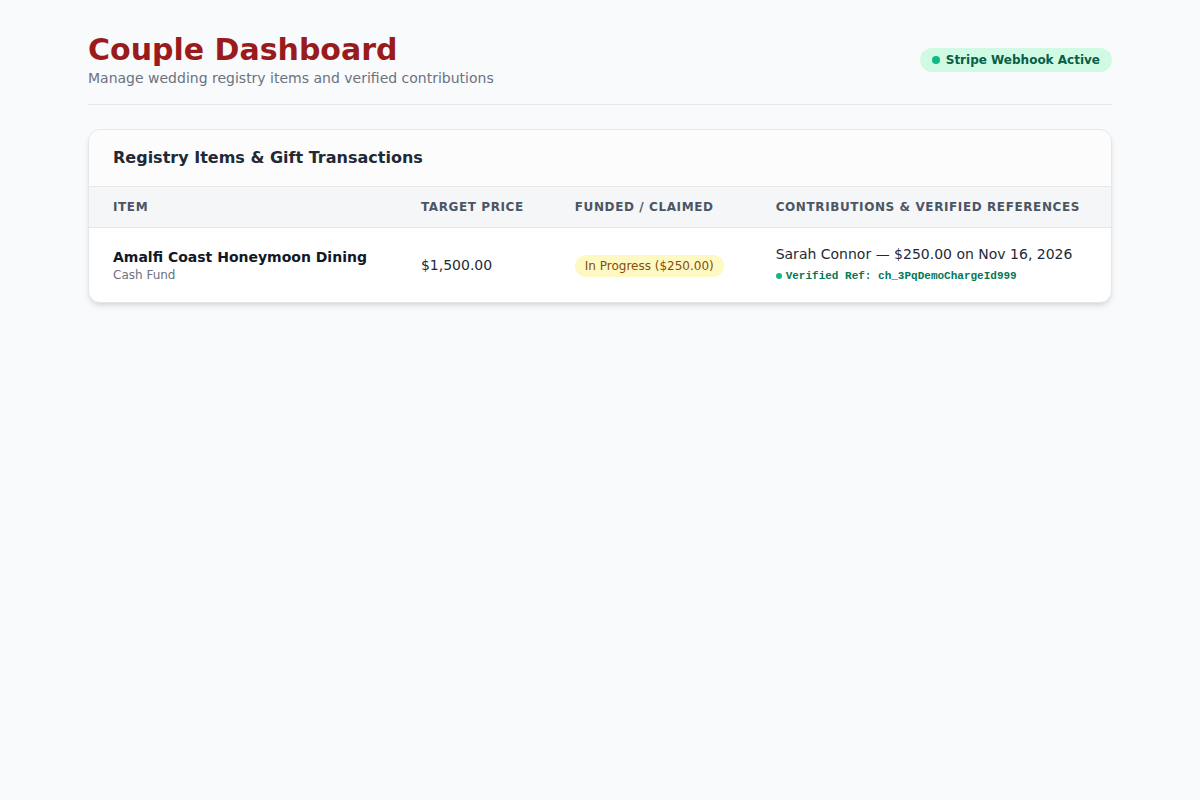 Couple Dashboard
Manage wedding registry items and verified contributions
Stripe Webhook Active
Registry Items & Gift Transactions
ITEM TARGET PRICE FUNDED / CLAIMED CONTRIBUTIONS & VERIFIED REFERENCES
Amalfi Coast Honeymoon Dining
Cash Fund
$1,500.00
In Progress ($250.00)
Sarah Connor — $250.00 on Nov 16, 2026
Verified Ref: ch_3PqDemoChargeId999